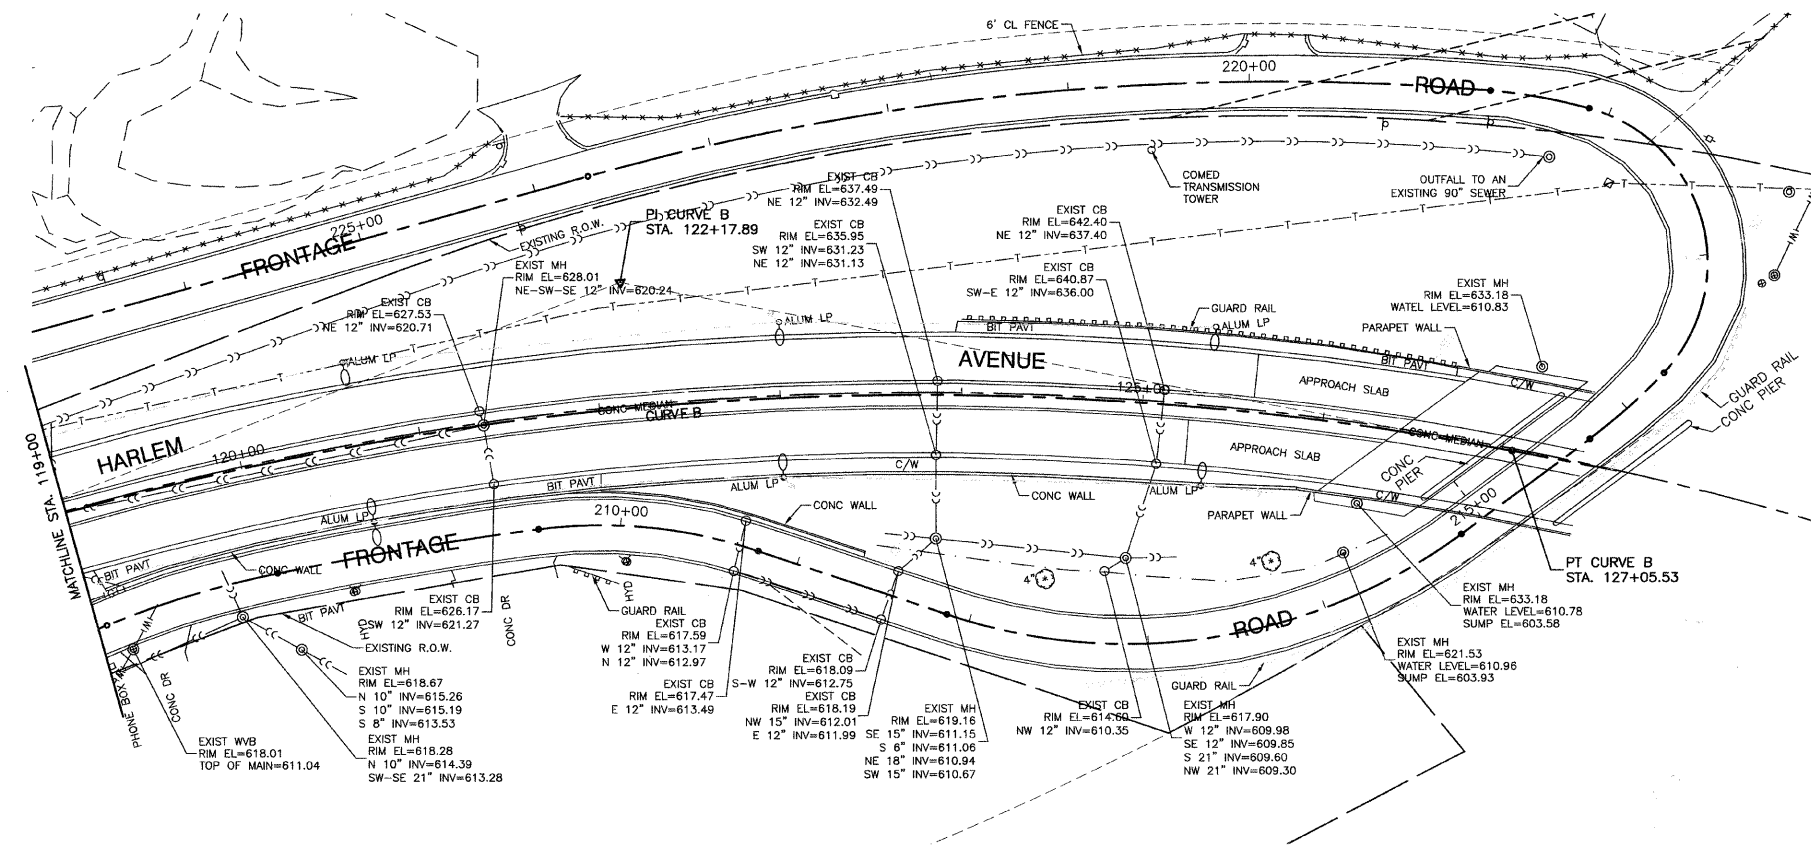 6' CL FENCE
220+00
ROAD
COMED
TRANSMISSION
TOWER
OUTFALL TO AN
EXISTING 90" SEWER
EXIST CB
RIM EL=637.49
NE 12" INV=632.49
225+00
FRONTAGE
EXISTING R.O.W.
PI CURVE B
STA. 122+17.89
EXIST CB
RIM EL=635.95
SW 12" INV=631.23
NE 12" INV=631.13
EXIST CB
RIM EL=642.40
NE 12" INV=637.40
EXIST CB
RIM EL=640.87
SW-E 12" INV=636.00
EXIST MH
RIM EL=628.01
NE-SW-SE 12" INV=620.24
EXIST CB
RIM EL=627.53
NE 12" INV=620.71
EXIST MH
RIM EL=633.18
WATEL LEVEL=610.83
GUARD RAIL
ALUM LP
BIT PAVT
ALUM LP
PARAPET WALL
BIT PAVT
ALUM LP
AVENUE
APPROACH SLAB
C/W
125+00
GUARD RAIL
CONC PIER
CONC MEDIAN
CURVE B
HARLEM
120+00
CONC MEDIAN
APPROACH SLAB
CONC
PIER
C/W
BIT PAVT
ALUM LP
CONC WALL
ALUM LP
C/W
PARAPET WALL
215+00
MATCHLINE STA. 119+00
ALUM LP
210+00
CONC WALL
FRONTAGE
CONC WALL
BIT PAVT
4"
4"
PT CURVE B
STA. 127+05.53
BIT PAVT
EXIST CB
RIM EL=626.17
SW 12" INV=621.27
CONC DR
HYD
HYD
GUARD RAIL
EXIST CB
RIM EL=617.59
W 12" INV=613.17
N 12" INV=612.97
EXISTING R.O.W.
ROAD
EXIST MH
RIM EL=633.18
WATER LEVEL=610.78
SUMP EL=603.58
EXIST MH
RIM EL=621.53
WATER LEVEL=610.96
SUMP EL=603.93
EXIST MH
RIM EL=618.67
N 10" INV=615.26
S 10" INV=615.19
S 8" INV=613.53
EXIST CB
RIM EL=617.47
E 12" INV=613.49
EXIST CB
RIM EL=618.09
S-W 12" INV=612.75
EXIST CB
RIM EL=618.19
NW 15" INV=612.01
E 12" INV=611.99
GUARD RAIL
PHONE BOX
CONC DR
EXIST WVB
RIM EL=618.01
TOP OF MAIN=611.04
EXIST MH
RIM EL=618.28
N 10" INV=614.39
SW-SE 21" INV=613.28
EXIST MH
RIM EL=619.16
SE 15" INV=611.15
S 6" INV=611.06
NE 18" INV=610.94
SW 15" INV=610.67
EXIST CB
RIM EL=614.60
NW 12" INV=610.35
EXIST MH
RIM EL=617.90
W 12" INV=609.98
SE 12" INV=609.85
S 21" INV=609.60
NW 21" INV=609.30